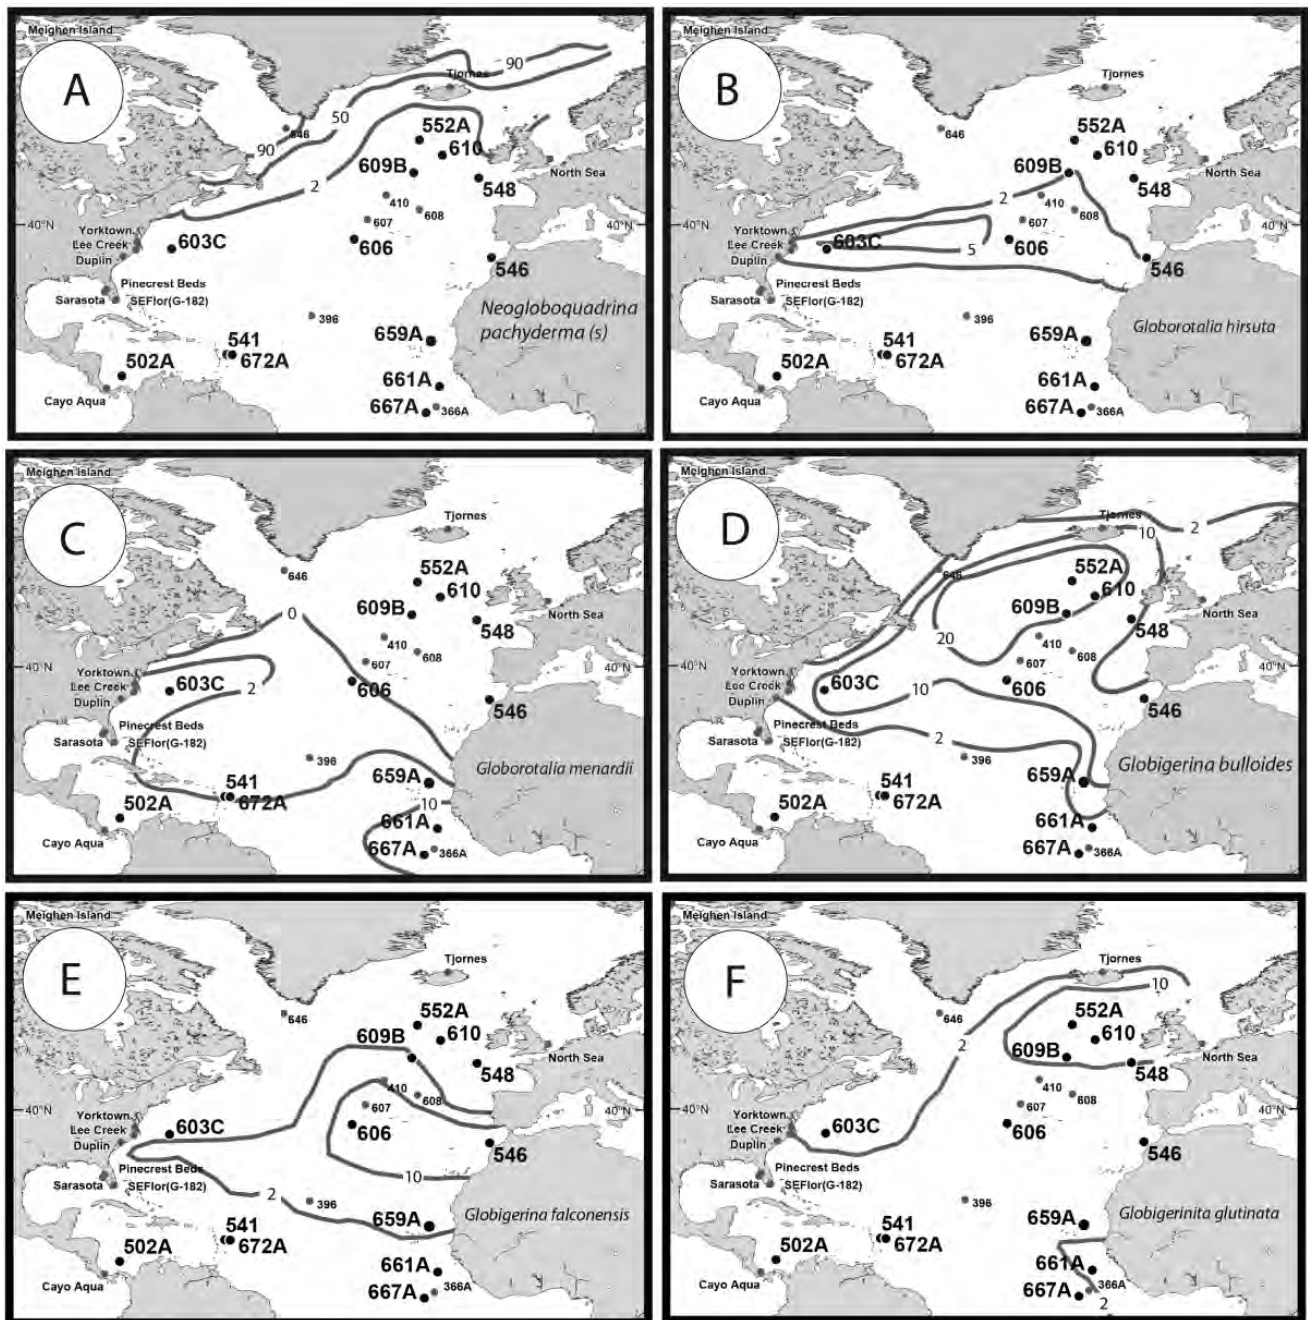 Meighen Island
A
90
Tjornes
50
646
90
552A
610
2
609B
548
North Sea
410
40°N
607
608
Yorktown
Lee Creek
603C
606
Duplin
546
Pinecrest Beds
Sarasota
SEFlor(G-182)
396
Neogloboquadrina
pachyderma (s)
541
659A
672A
502A
661A
Cayo Aqua
667A
366A
Meighen Island
B
Tjornes
646
552A
610
609B
548
North Sea
2
410
40°N
607
608
Yorktown
Lee Creek
603C
5
606
Duplin
546
Pinecrest Beds
Sarasota
SEFlor(G-182)
396
Globorotalia hirsuta
541
659A
672A
502A
661A
Cayo Aqua
667A
366A
Meighen Island
C
Tjornes
646
552A
610
0
609B
548
North Sea
410
40°N
607
608
Yorktown
Lee Creek
603C
2
606
Duplin
546
Pinecrest Beds
Sarasota
SEFlor(G-182)
396
Globorotalia menardii
541
659A
672A
10
502A
661A
Cayo Aqua
667A
366A
Meighen Island
D
Tjornes
2
10
646
552A
610
609B
548
North Sea
20
410
40°N
607
608
Yorktown
Lee Creek
603C
10
606
Duplin
546
Pinecrest Beds
Sarasota
SEFlor(G-182)
2
396
Globigerina bulloides
541
659A
672A
502A
661A
Cayo Aqua
667A
366A
Meighen Island
E
Tjornes
646
552A
610
609B
548
North Sea
410
40°N
607
608
Yorktown
Lee Creek
603C
606
Duplin
546
Pinecrest Beds
10
Sarasota
SEFlor(G-182)
2
396
Globigerina falconensis
541
659A
672A
502A
661A
Cayo Aqua
667A
366A
Meighen Island
F
Tjornes
10
646
552A
610
2
609B
548
North Sea
410
40°N
607
608
Yorktown
Lee Creek
603C
606
Duplin
546
Pinecrest Beds
Sarasota
SEFlor(G-182)
396
Globigerinita glutinata
541
659A
672A
502A
661A
Cayo Aqua
667A
366A
2